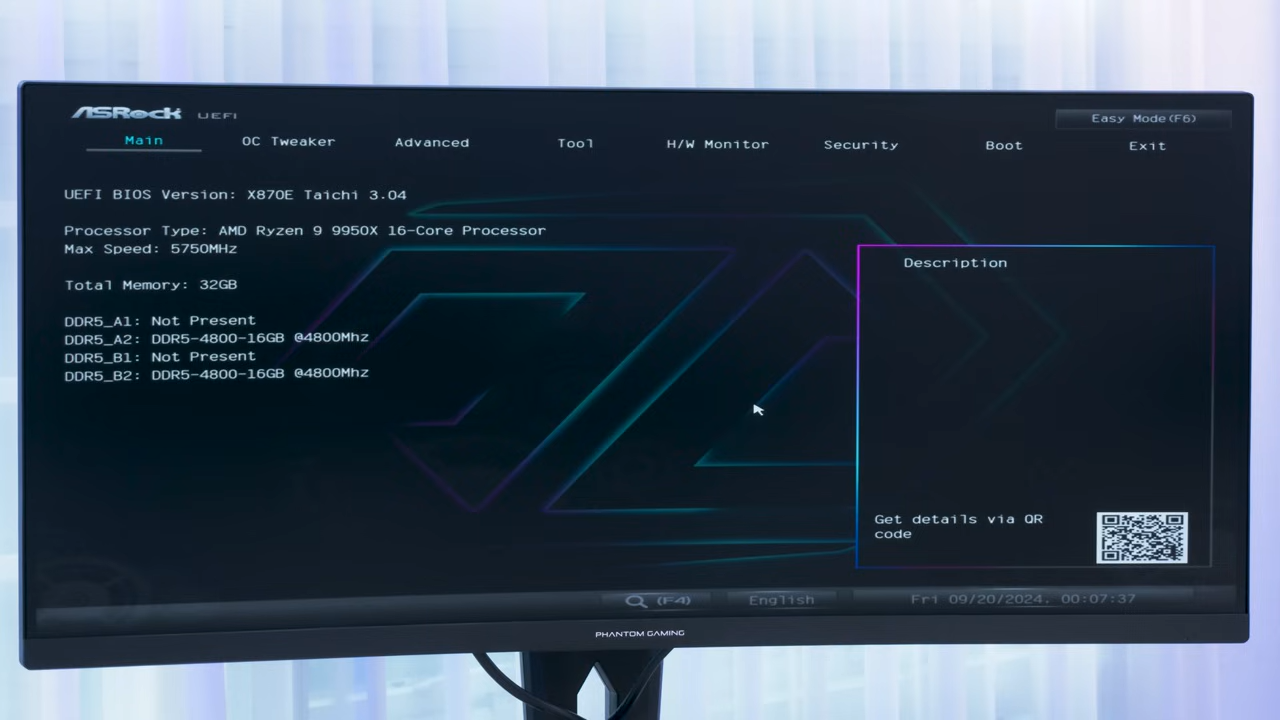 ASRock UEFI
Easy Mode(F6)
Main OC Tweaker Advanced Tool H/W Monitor Security Boot Exit
UEFI BIOS Version: X870E Taichi 3.04
Processor Type: AMD Ryzen 9 9950X 16-Core Processor
Max Speed: 5750MHz
Total Memory: 32GB
DDR5_A1: Not Present
DDR5_A2: DDR5-4800-16GB @4800Mhz
DDR5_B1: Not Present
DDR5_B2: DDR5-4800-16GB @4800Mhz
Description
Get details via QR
code
(F4) English Fri 09/20/2024. 00:07:37
PHANTOM GAMING